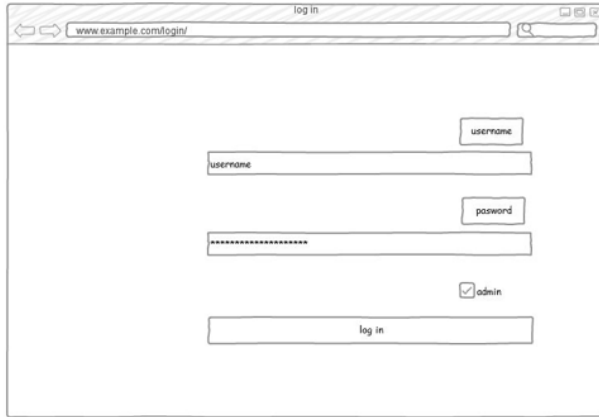 log in
www.example.com/login/
username
username
pasword
********************
admin
log in